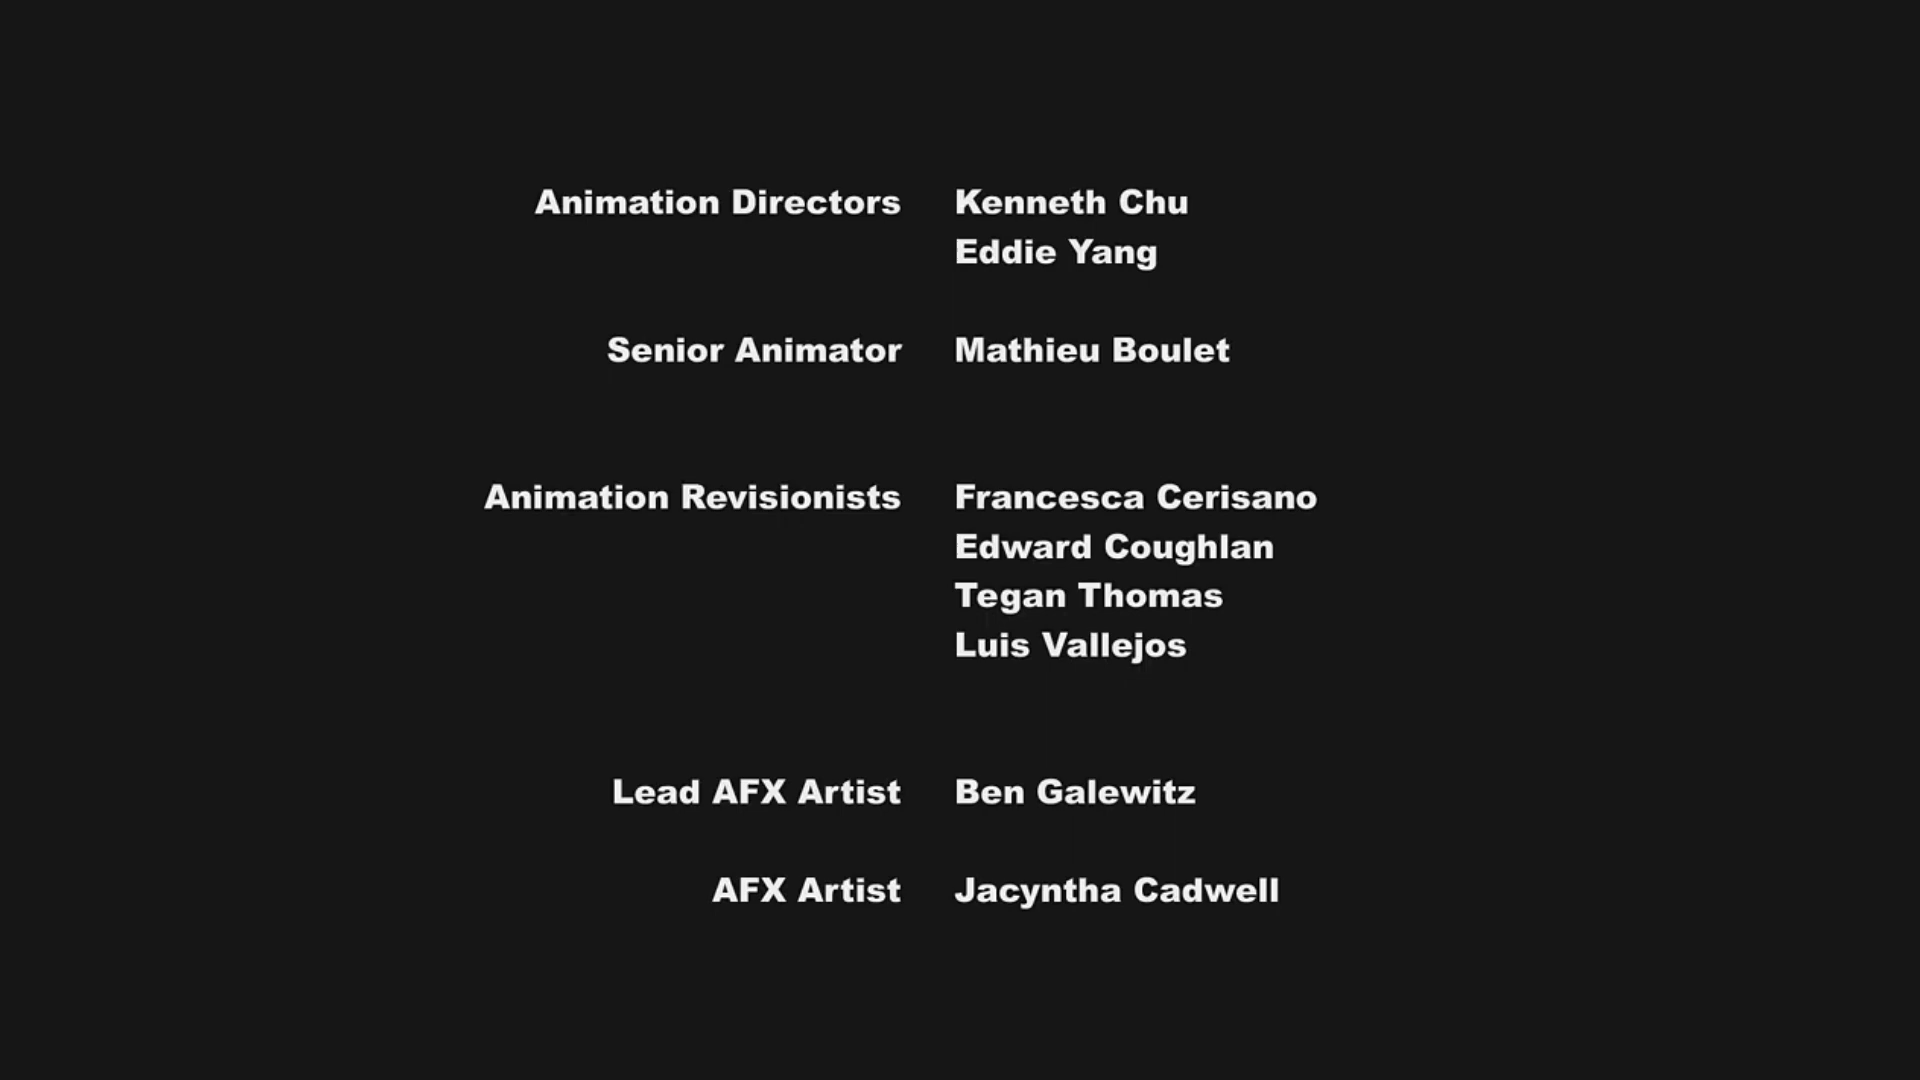 Animation Directors Kenneth Chu
Eddie Yang
Senior Animator Mathieu Boulet
Animation Revisionists Francesca Cerisano
Edward Coughlan
Tegan Thomas
Luis Vallejos
Lead AFX Artist Ben Galewitz
AFX Artist Jacyntha Cadwell